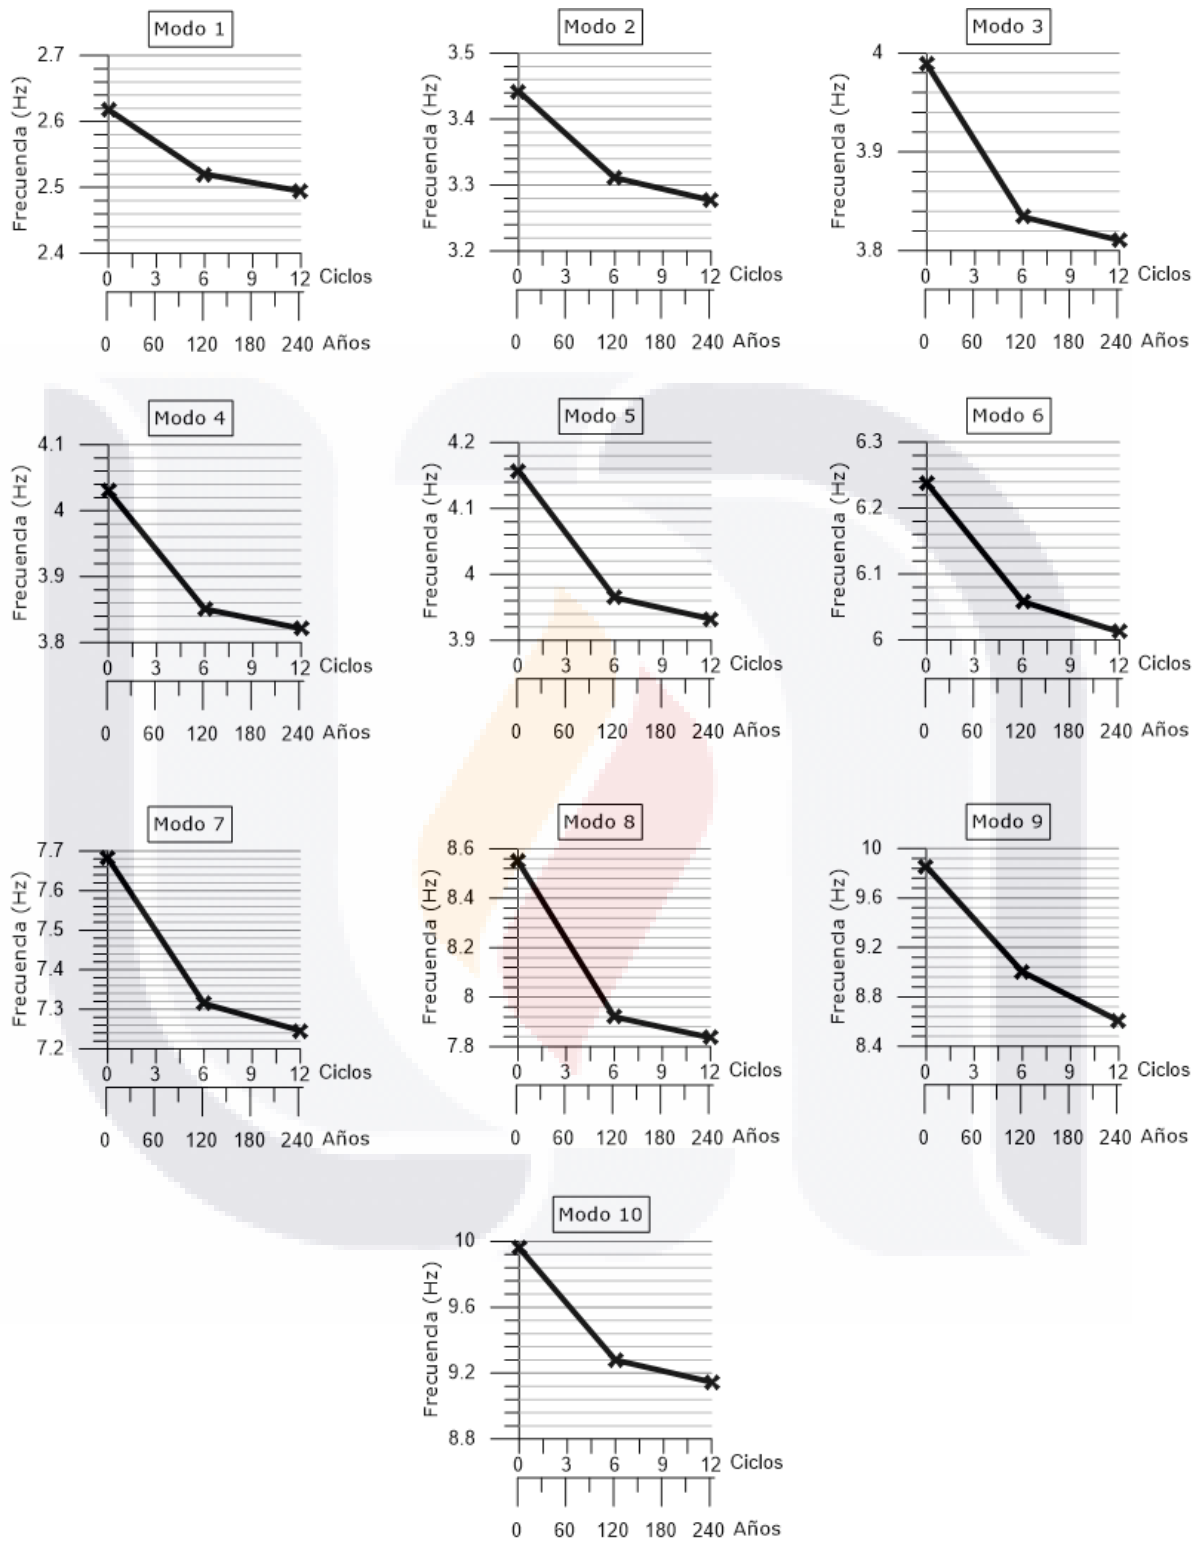 Modo 1
Modo 2
Modo 3
Frecuencia (Hz)
2.7
2.6
2.5
2.4
0 3 6 9 12 Ciclos
0 60 120 180 240 Años
Frecuencia (Hz)
3.5
3.4
3.3
3.2
0 3 6 9 12 Ciclos
0 60 120 180 240 Años
Frecuencia (Hz)
4
3.9
3.8
0 3 6 9 12 Ciclos
0 60 120 180 240 Años
Modo 4
Modo 5
Modo 6
Frecuencia (Hz)
4.1
4
3.9
3.8
0 3 6 9 12 Ciclos
0 60 120 180 240 Años
Frecuencia (Hz)
4.2
4.1
4
3.9
0 3 6 9 12 Ciclos
0 60 120 180 240 Años
Frecuencia (Hz)
6.3
6.2
6.1
6
0 3 6 9 12 Ciclos
0 60 120 180 240 Años
Modo 7
Modo 8
Modo 9
Frecuencia (Hz)
7.7
7.6
7.5
7.4
7.3
7.2
0 3 6 9 12 Ciclos
0 60 120 180 240 Años
Frecuencia (Hz)
8.6
8.4
8.2
8
7.8
0 3 6 9 12 Ciclos
0 60 120 180 240 Años
Frecuencia (Hz)
10
9.6
9.2
8.8
8.4
0 3 6 9 12 Ciclos
0 60 120 180 240 Años
Modo 10
Frecuencia (Hz)
10
9.6
9.2
8.8
0 3 6 9 12 Ciclos
0 60 120 180 240 Años